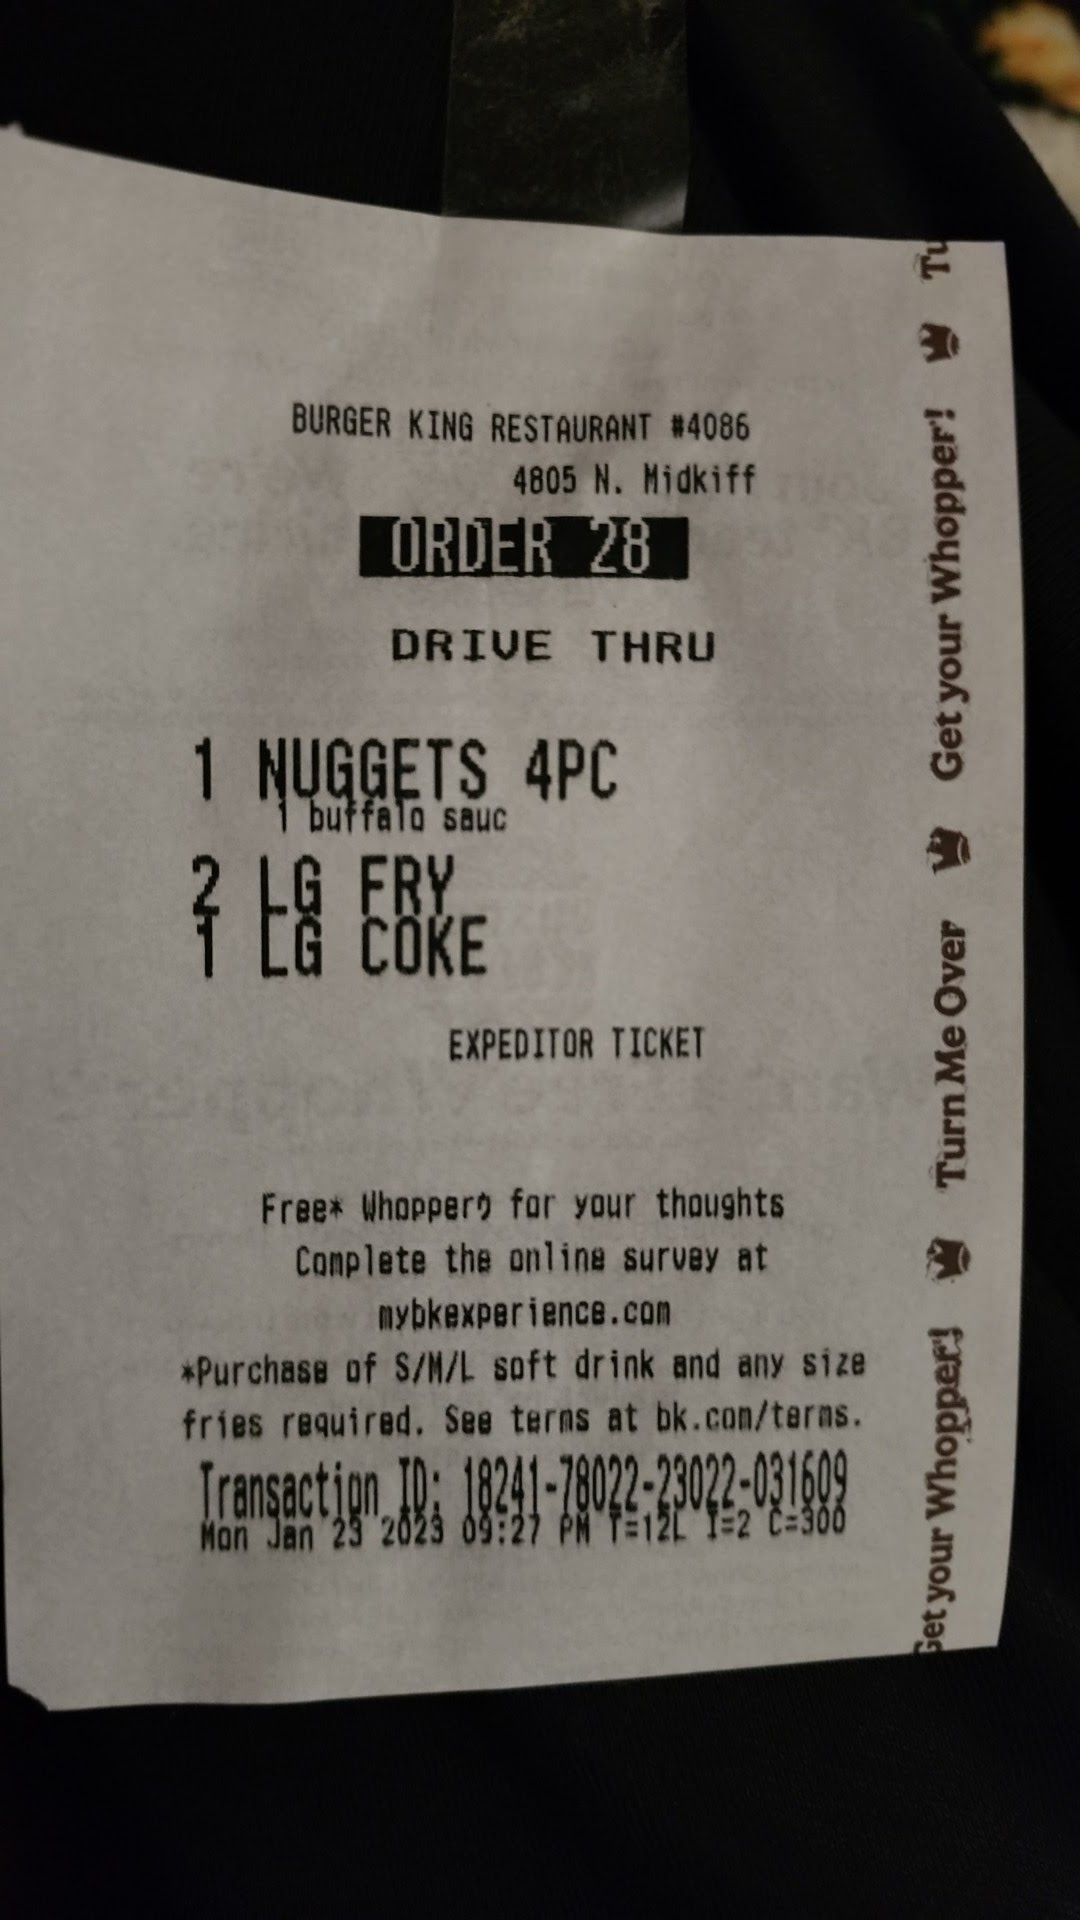 BURGER KING RESTAURANT #4086
4805 N. Midkiff
ORDER 28
DRIVE THRU
1 NUGGETS 4PC
1 buffalo sauc
2 LG FRY
1 LG COKE
EXPEDITOR TICKET
Free* Whopper for your thoughts
Complete the online survey at
mybkexperience.com
*Purchase of S/M/L soft drink and any size
fries required. See terms at bk.com/terms.
Transaction ID: 18241-78022-23022-031609
Mon Jan 23 2023 09:27 PM T=12L I=2 C=300
Get your Whopper! Turn Me Over Get your Whopper! Tu